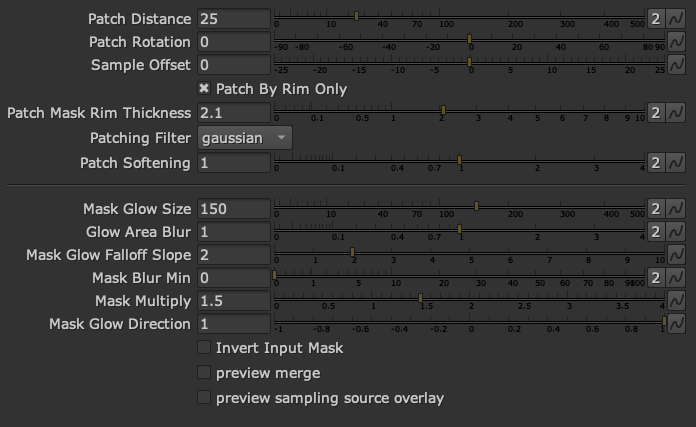 Patch Distance 25 0 10 40 70 100 200 300 400 500 2
Patch Rotation 0 -90 -80 -60 -40 -20 0 20 40 60 80 90
Sample Offset 0 -25 -20 -15 -10 -5 0 5 10 15 20 25
Patch By Rim Only
Patch Mask Rim Thickness 2.1 0 0.1 0.5 1 2 3 4 5 6 7 8 9 10 2
Patching Filter gaussian
Patch Softening 1 0 0.1 0.4 0.7 1 2 3 4 2
Mask Glow Size 150 0 10 40 70 100 200 300 400 500 2
Glow Area Blur 1 0 0.1 0.4 0.7 1 2 3 4 2
Mask Glow Falloff Slope 2 0 1 2 3 4 5 6 7 8 9 10
Mask Blur Min 0 0 1 5 10 20 30 40 50 60 70 80 90 100 2
Mask Multiply 1.5 0 0.5 1 1.5 2 2.5 3 3.5 4
Mask Glow Direction 1 -1 -0.8 -0.6 -0.4 -0.2 0 0.2 0.4 0.6 0.8 1
Invert Input Mask
preview merge
preview sampling source overlay